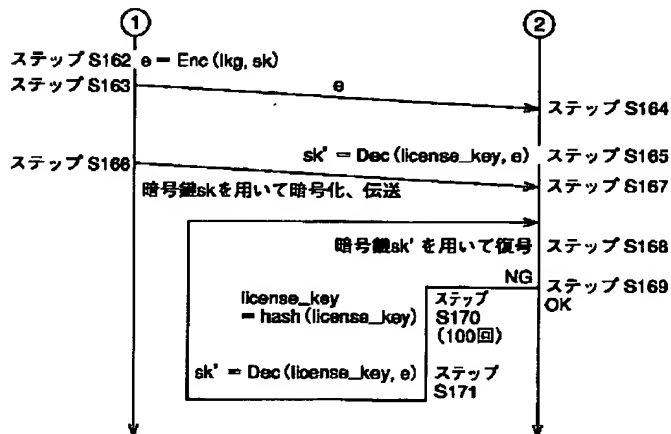 ① ②
ステップ S162 e = Enc (lkg, sk)
ステップ S163 e
ステップ S164
sk' = Dec (license_key, e) ステップ S165
ステップ S166
ステップ S167
暗号鍵skを用いて暗号化、伝送
暗号鍵sk' を用いて復号 ステップ S168
NG ステップ S169
OK
license_key
= hash (license_key)
ステップ
S170
(100回)
sk' = Dec (license_key, e) ステップ
S171